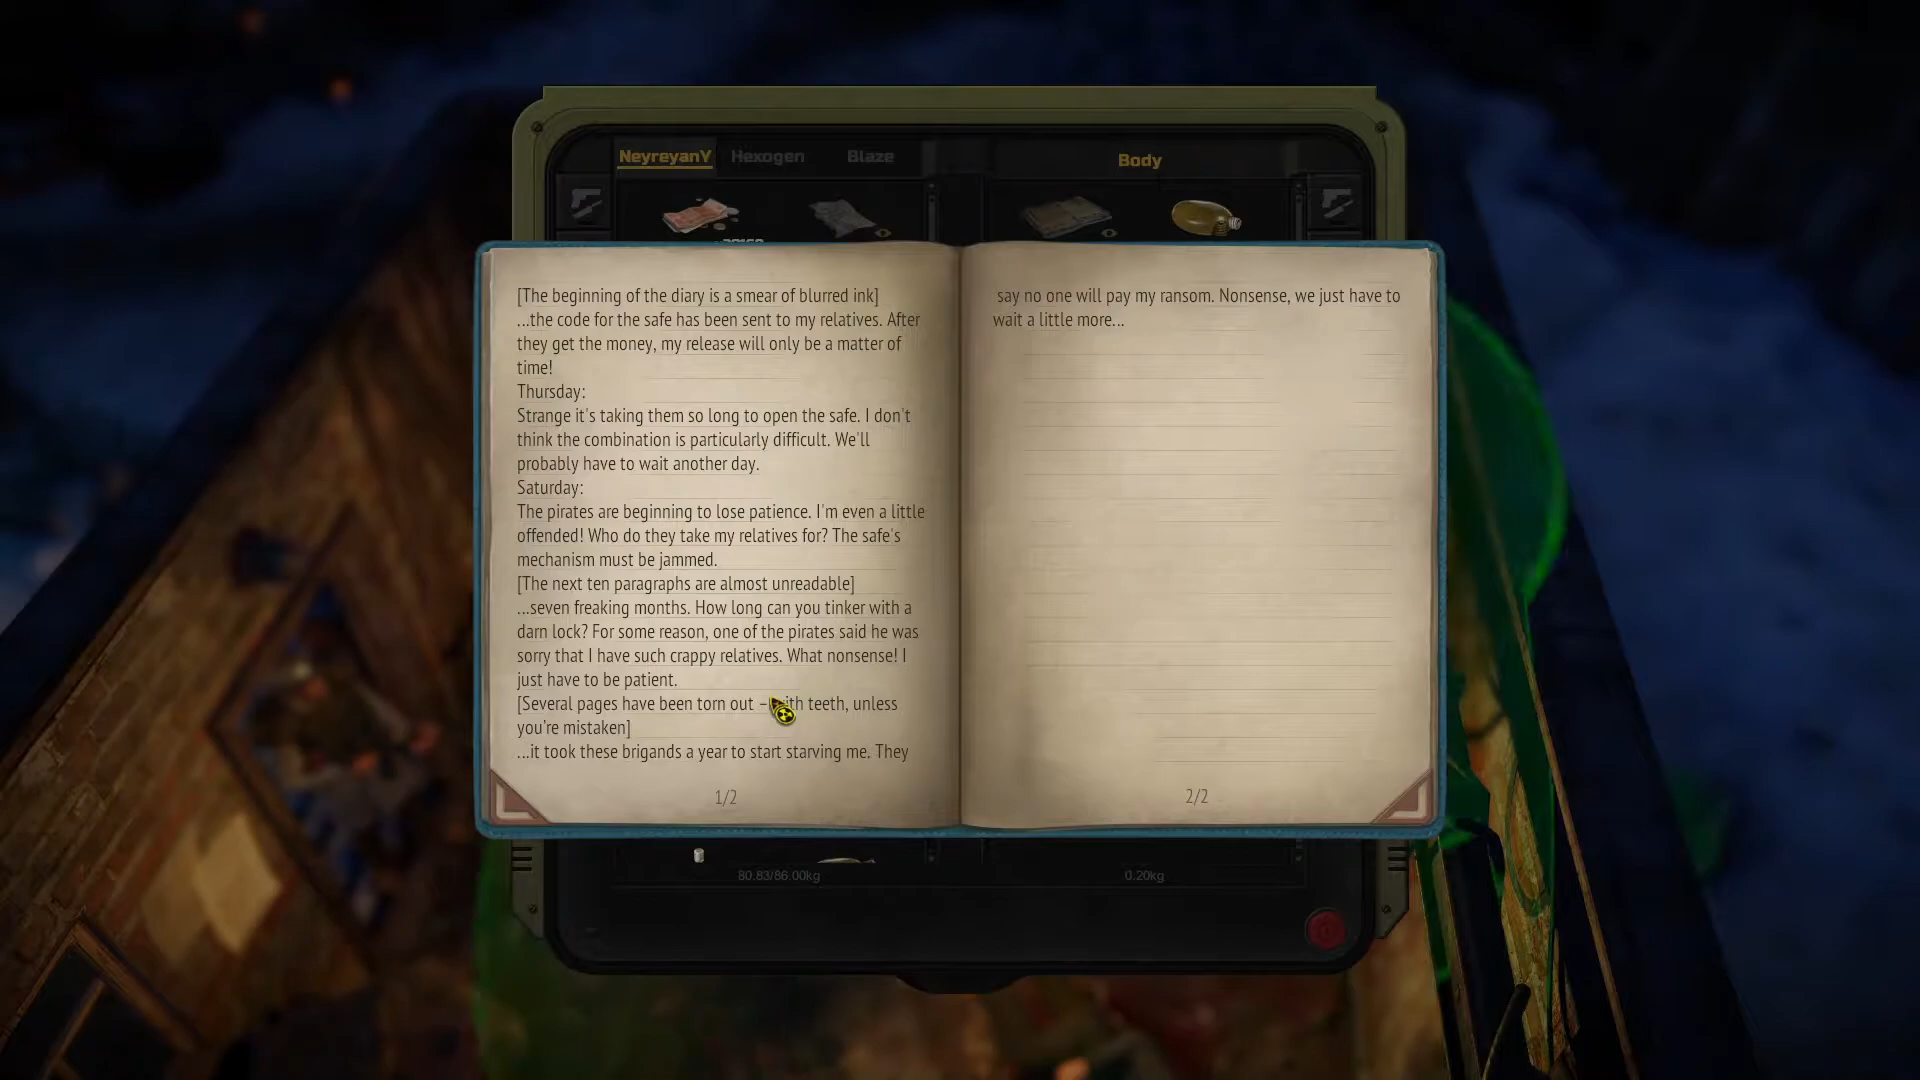 NeyreyanY Hexogen Blaze Body
[The beginning of the diary is a smear of blurred ink]
...the code for the safe has been sent to my relatives. After
they get the money, my release will only be a matter of
time!
Thursday:
Strange it's taking them so long to open the safe. I don't
think the combination is particularly difficult. We'll
probably have to wait another day.
Saturday:
The pirates are beginning to lose patience. I'm even a little
offended! Who do they take my relatives for? The safe's
mechanism must be jammed.
[The next ten paragraphs are almost unreadable]
...seven freaking months. How long can you tinker with a
darn lock? For some reason, one of the pirates said he was
sorry that I have such crappy relatives. What nonsense! I
just have to be patient.
[Several pages have been torn out – with teeth, unless
you're mistaken]
...it took these brigands a year to start starving me. They
1/2
say no one will pay my ransom. Nonsense, we just have to
wait a little more...
2/2
80.83/86.00kg
0.20kg